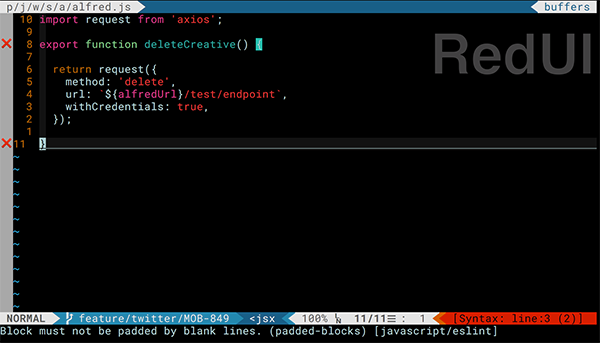 p/j/w/s/a/alfred.js buffers
10 import request from 'axios';
9
8 export function deleteCreative() {
7
6 return request({
5 method: 'delete',
4 url: `${alfredUrl}/test/endpoint`,
3 withCredentials: true,
2 });
1
11 }
~
~
~
~
~
~
~
~
~
~
~
~
RedUI
NORMAL feature/twitter/MOB-849 <jsx 100% 11/11☰ : 1 [Syntax: line:3 (2)]
Block must not be padded by blank lines. (padded-blocks) [javascript/eslint]